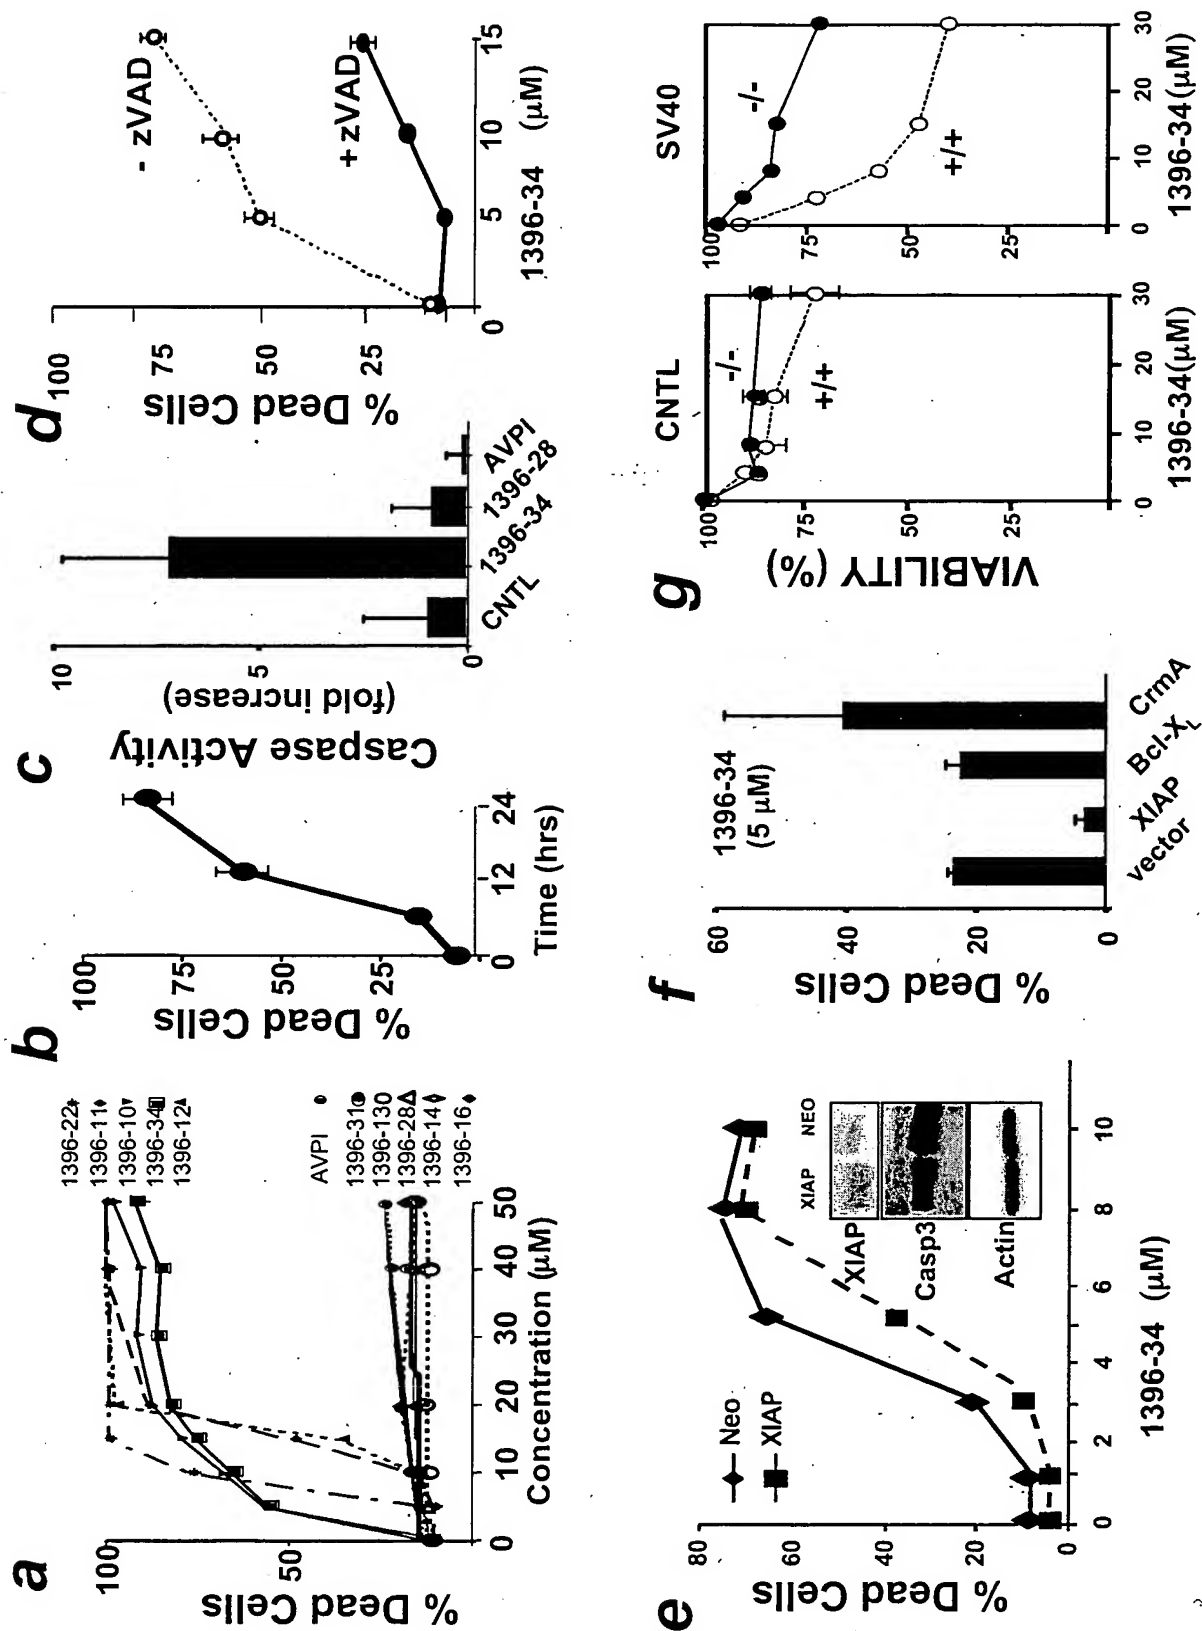 a
% Dead Cells
100
50
0
10
20
30
40
50
Concentration (µM)
1396-22
1396-11
1396-10
1396-34
1396-12
AVPI
1396-31
1396-130
1396-28
1396-14
1396-16
b
% Dead Cells
100
75
50
25
0
12
24
Time (hrs)
c
Caspase Activity
(fold increase)
10
5
0
CNTL
1396-34
1396-28
AVPI
d
% Dead Cells
100
75
50
25
0
5
10
15
- zVAD
+ zVAD
1396-34 (µM)
e
% Dead Cells
80
60
40
20
0
0
2
4
6
8
10
Neo
XIAP
XIAP NEO
XIAP
Casp3
Actin
1396-34 (µM)
f
% Dead Cells
60
40
20
0
1396-34
(5 µM)
vector
XIAP
Bcl-XL
CrmA
g
VIABILITY (%)
CNTL
100
75
50
25
0
10
20
30
-/-
+/+
1396-34(µM)
SV40
100
75
50
25
0
10
20
30
-/-
+/+
1396-34(µM)